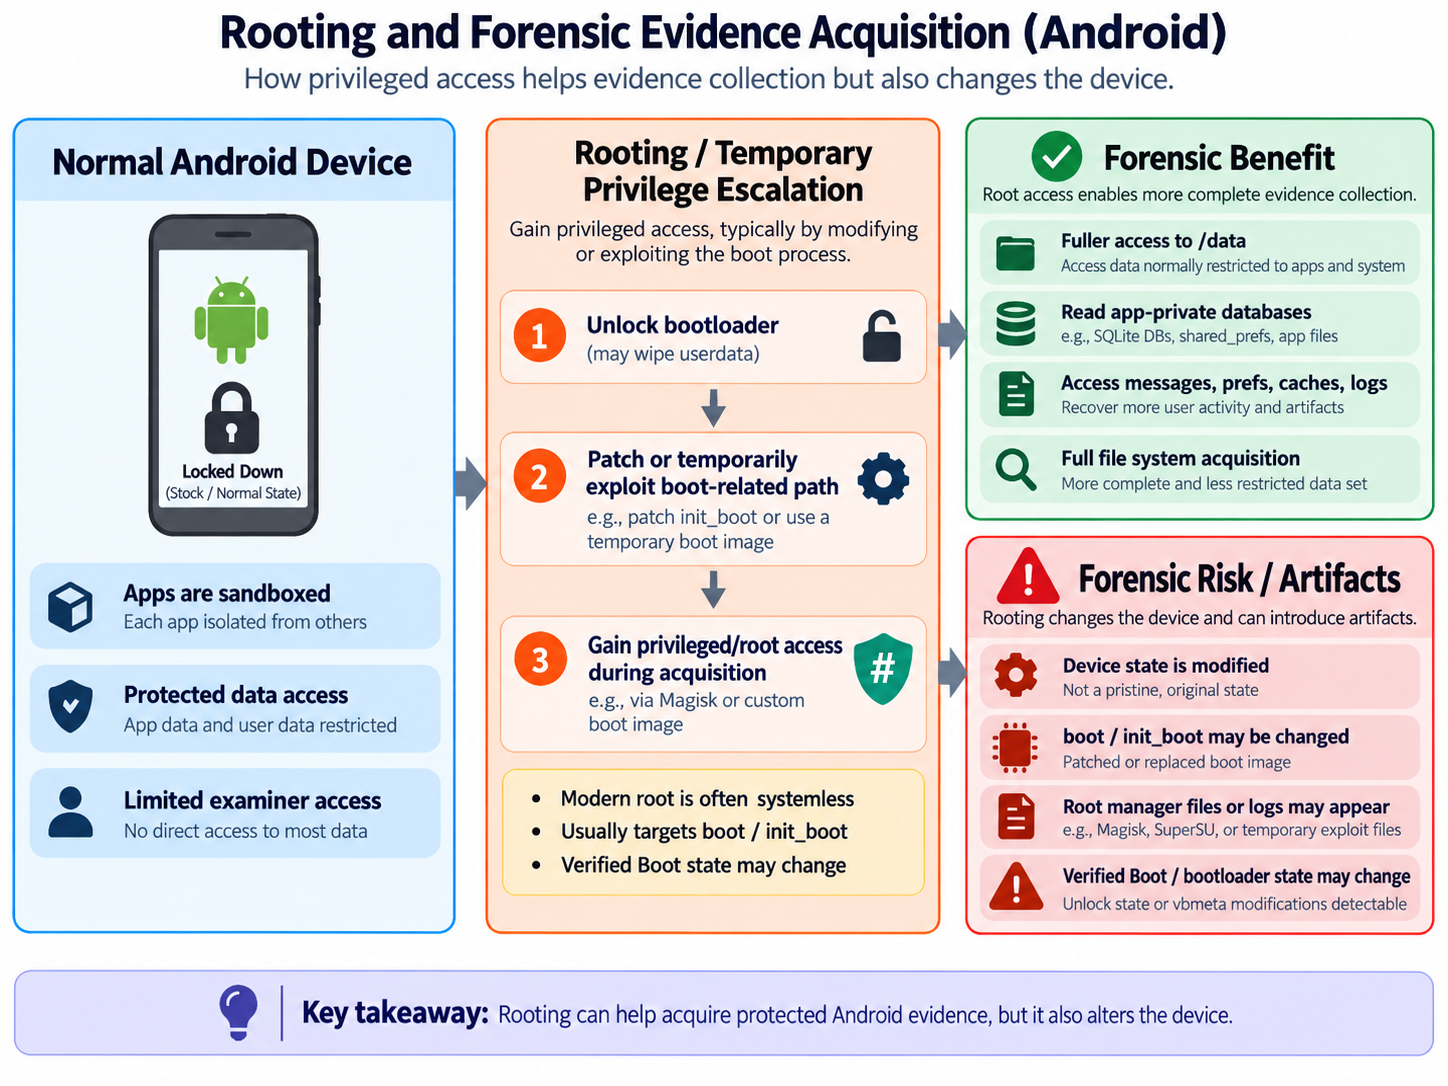 Rooting and Forensic Evidence Acquisition (Android)
How privileged access helps evidence collection but also changes the device.
Normal Android Device
Locked Down
(Stock / Normal State)
Apps are sandboxed
Each app isolated from others
Protected data access
App data and user data restricted
Limited examiner access
No direct access to most data
Rooting / Temporary
Privilege Escalation
Gain privileged access, typically by modifying
or exploiting the boot process.
1
Unlock bootloader
(may wipe userdata)
2
Patch or temporarily
exploit boot-related path
e.g., patch init_boot or use a
temporary boot image
3
Gain privileged/root access
during acquisition
e.g., via Magisk or custom
boot image
#
• Modern root is often systemless
• Usually targets boot / init_boot
• Verified Boot state may change
Forensic Benefit
Root access enables more complete evidence collection.
Fuller access to /data
Access data normally restricted to apps and system
Read app-private databases
e.g., SQLite DBs, shared_prefs, app files
Access messages, prefs, caches, logs
Recover more user activity and artifacts
Full file system acquisition
More complete and less restricted data set
Forensic Risk / Artifacts
Rooting changes the device and can introduce artifacts.
Device state is modified
Not a pristine, original state
boot / init_boot may be changed
Patched or replaced boot image
Root manager files or logs may appear
e.g., Magisk, SuperSU, or temporary exploit files
Verified Boot / bootloader state may change
Unlock state or vbmeta modifications detectable
Key takeaway: Rooting can help acquire protected Android evidence, but it also alters the device.